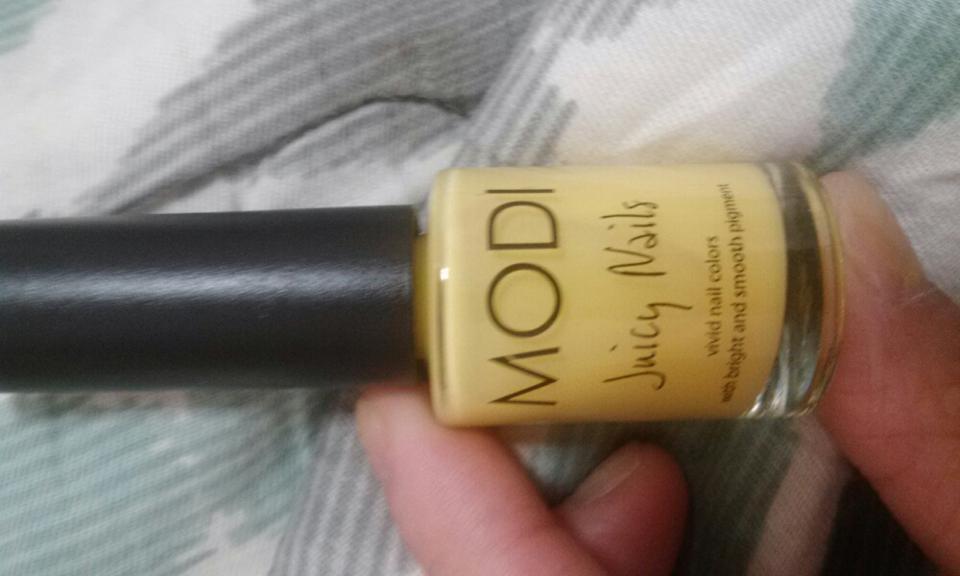 MODI
Juicy Nails
vivid nail colors
with bright and smooth pigment